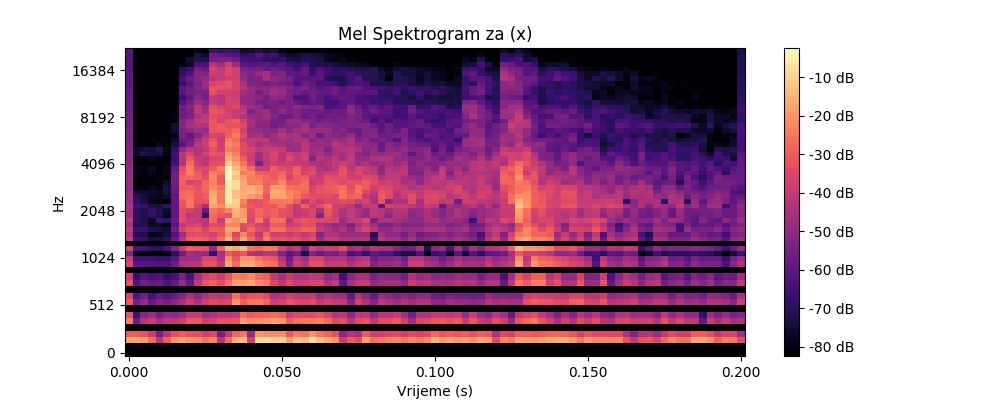 Mel Spektrogram za (x)
Hz
16384
8192
4096
2048
1024
512
0
0.000
0.050
0.100
0.150
0.200
Vrijeme (s)
-10 dB
-20 dB
-30 dB
-40 dB
-50 dB
-60 dB
-70 dB
-80 dB